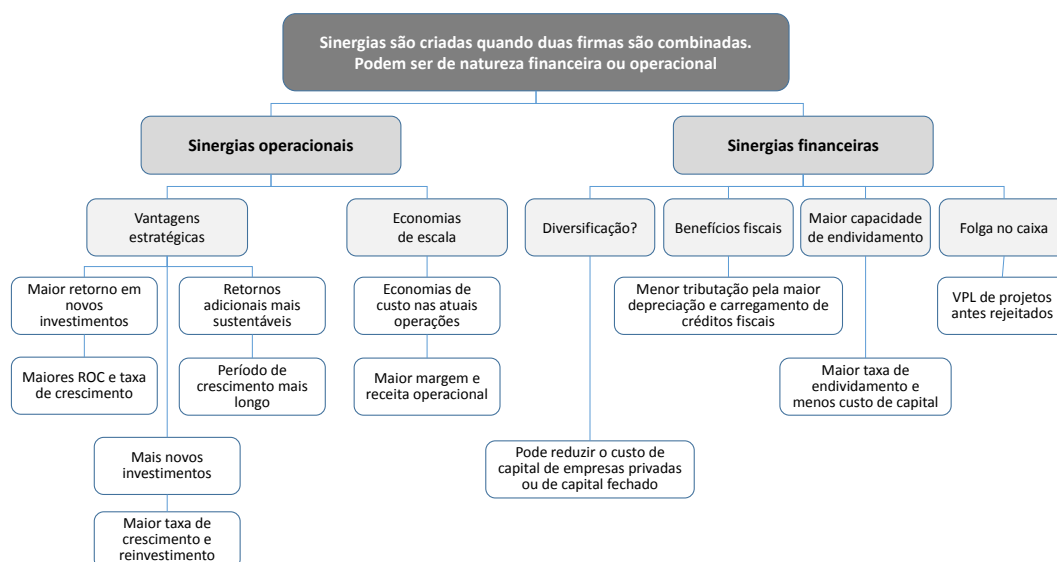 Sinergias são criadas quando duas firmas são combinadas.
Podem ser de natureza financeira ou operacional
Sinergias operacionais
Sinergias financeiras
Vantagens
estratégicas
Economias
de escala
Diversificação?
Benefícios fiscais
Maior capacidade
de endividamento
Folga no caixa
Maior retorno em
novos
investimentos
Retornos
adicionais mais
sustentáveis
Economias de
custo nas atuais
operações
Menor tributação pela maior
depreciação e carregamento de
créditos fiscais
VPL de projetos
antes rejeitados
Maiores ROC e taxa
de crescimento
Período de
crescimento mais
longo
Maior margem e
receita operacional
Maior taxa de
endividamento e
menos custo de capital
Mais novos
investimentos
Pode reduzir o custo de
capital de empresas privadas
ou de capital fechado
Maior taxa de
crescimento e
reinvestimento